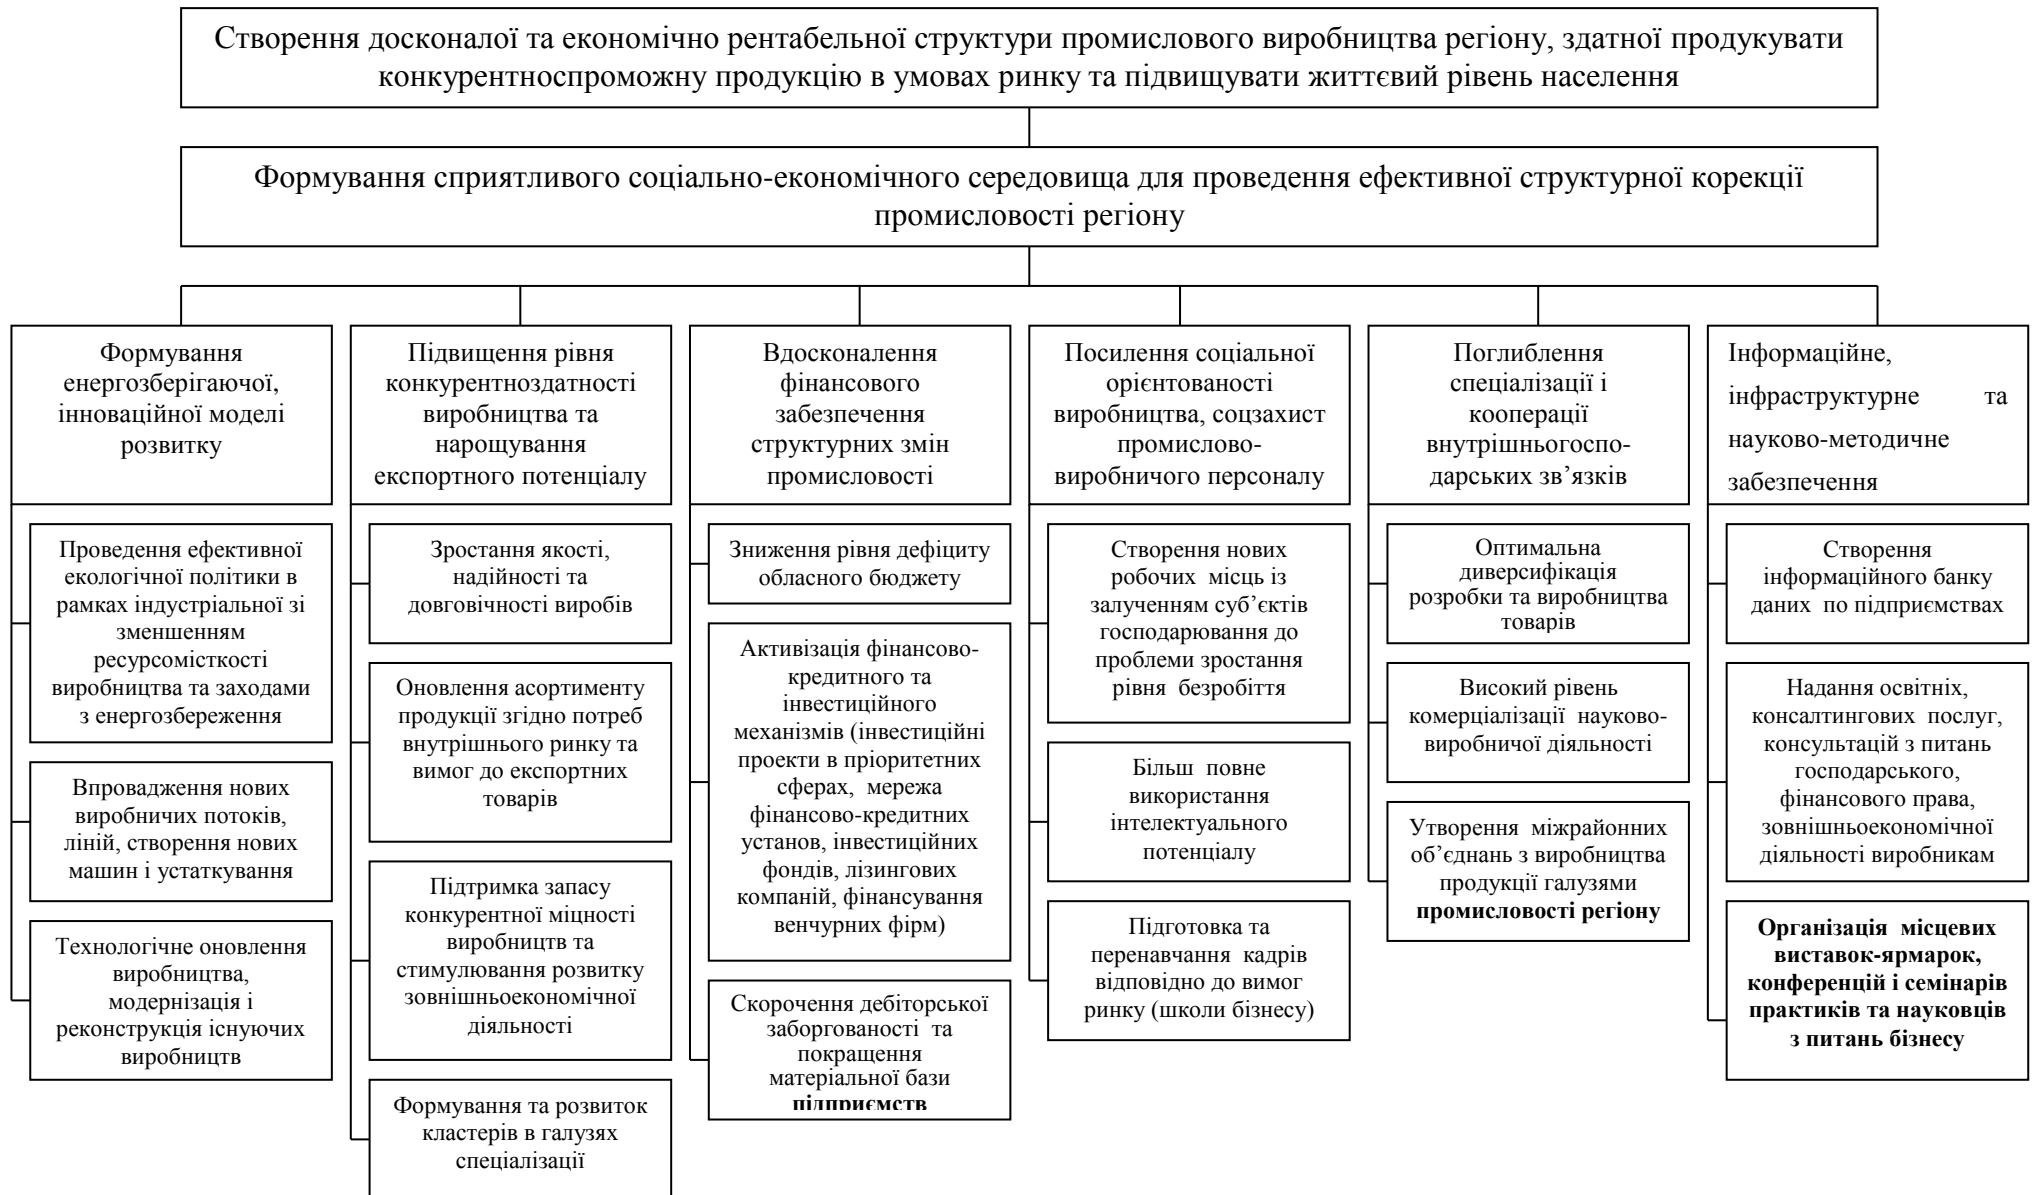 Створення досконалої та економічно рентабельної структури промислового виробництва регіону, здатної продукувати
конкурентноспроможну продукцію в умовах ринку та підвищувати життєвий рівень населення
Формування сприятливого соціально-економічного середовища для проведення ефективної структурної корекції
промисловості регіону
Формування
енергозберігаючої,
інноваційної моделі
розвитку
Проведення ефективної
екологічної політики в
рамках індустріальної зі
зменшенням
ресурсомісткості
виробництва та заходами
з енергозбереження
Впровадження нових
виробничих потоків,
ліній, створення нових
машин і устаткування
Технологічне оновлення
виробництва,
модернізація і
реконструкція існуючих
виробництв
Підвищення рівня
конкурентноздатності
виробництва та
нарощування
експортного потенціалу
Зростання якості,
надійності та
довговічності виробів
Оновлення асортименту
продукції згідно потреб
внутрішнього ринку та
вимог до експортних
товарів
Підтримка запасу
конкурентної міцності
виробництв та
стимулювання розвитку
зовнішньоекономічної
діяльності
Формування та розвиток
кластерів в галузях
спеціалізації
Вдосконалення
фінансового
забезпечення
структурних змін
промисловості
Зниження рівня дефіциту
обласного бюджету
Активізація фінансово-
кредитного та
інвестиційного
механізмів (інвестиційні
проекти в пріоритетних
сферах, мережа
фінансово-кредитних
установ, інвестиційних
фондів, лізингових
компаній, фінансування
венчурних фірм)
Скорочення дебіторської
заборгованості та
покращення
матеріальної бази
підприємств
Посилення соціальної
орієнтованості
виробництва, соцзахист
промислово-
виробничого персоналу
Створення нових
робочих місць із
залученням суб’єктів
господарювання до
проблеми зростання
рівня безробіття
Більш повне
використання
інтелектуального
потенціалу
Підготовка та
перенавчання кадрів
відповідно до вимог
ринку (школи бізнесу)
Поглиблення
спеціалізації і
кооперації
внутрішньогоспо-
дарських зв’язків
Оптимальна
диверсифікація
розробки та виробництва
товарів
Високий рівень
комерціалізації науково-
виробничої діяльності
Утворення міжрайонних
об’єднань з виробництва
продукції галузями
промисловості регіону
Інформаційне,
інфраструктурне та
науково-методичне
забезпечення
Створення
інформаційного банку
даних по підприємствах
Надання освітніх,
консалтингових послуг,
консультацій з питань
господарського,
фінансового права,
зовнішньоекономічної
діяльності виробникам
Організація місцевих
виставок-ярмарок,
конференцій і семінарів
практиків та науковців
з питань бізнесу